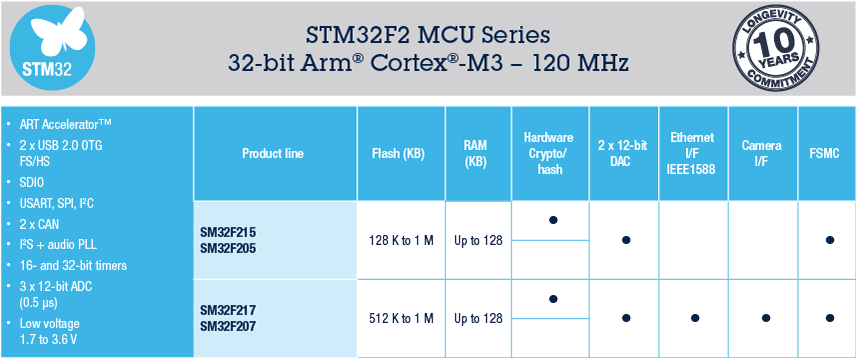 STM32
STM32F2 MCU Series
32-bit Arm® Cortex®-M3 – 120 MHz
LONGEVITY
10
YEARS
COMMITMENT
• ART Accelerator™
• 2 x USB 2.0 OTG
FS/HS
• SDIO
• USART, SPI, I²C
• 2 x CAN
• I²S + audio PLL
• 16- and 32-bit timers
• 3 x 12-bit ADC
(0.5 µs)
• Low voltage
1.7 to 3.6 V
Product line
Flash (KB)
RAM
(KB)
Hardware
Crypto/
hash
2 x 12-bit
DAC
Ethernet
I/F
IEEE1588
Camera
I/F
FSMC
SM32F215
SM32F205
128 K to 1 M
Up to 128
●
●
●
SM32F217
SM32F207
512 K to 1 M
Up to 128
●
●
●
●
●